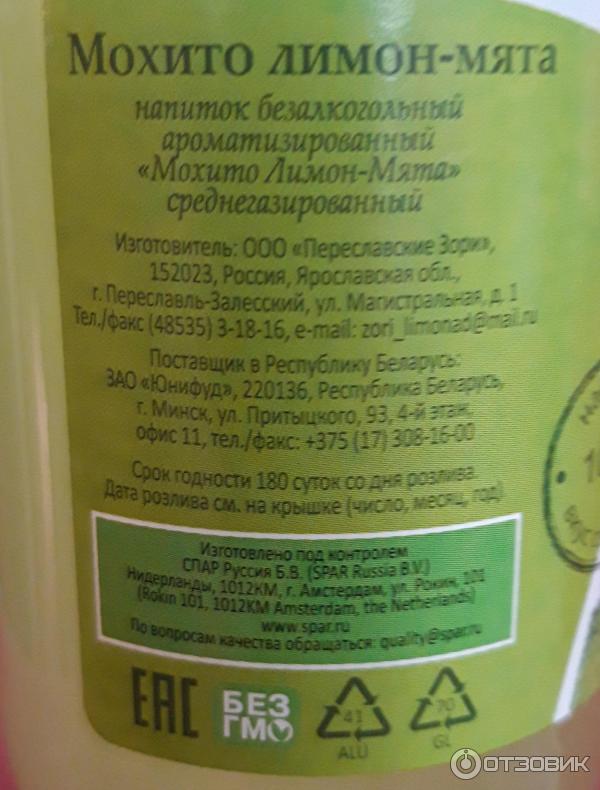 Мохито лимон-мята
напиток безалкогольный
ароматизированный
«Мохито Лимон-Мята»
среднегазированный
Изготовитель: ООО «Переславские Зори»,
152023, Россия, Ярославская обл.,
г. Переславль-Залесский, ул. Магистральная, д. 1
Тел./факс (48535) 3-18-16, e-mail: zori_limonad@mail.ru
Поставщик в Республику Беларусь:
ЗАО «Юнифуд», 220136, Республика Беларусь,
г. Минск, ул. Притыцкого, 93, 4-й этаж,
офис 11, тел./факс: +375 (17) 308-16-00
Срок годности 180 суток со дня розлива.
Дата розлива см. на крышке (число, месяц, год)
Изготовлено под контролем
СПАР Руссия Б.В. (SPAR Russia B.V.)
Нидерланды, 1012КМ, г. Амстердам, ул. Рокин, 101
(Rokin 101, 1012KM Amsterdam, the Netherlands)
www.spar.ru
По вопросам качества обращаться: quality@spar.ru
EAC
БЕЗ
ГМО
41
ALU
70
GL
ОТЗОВИК